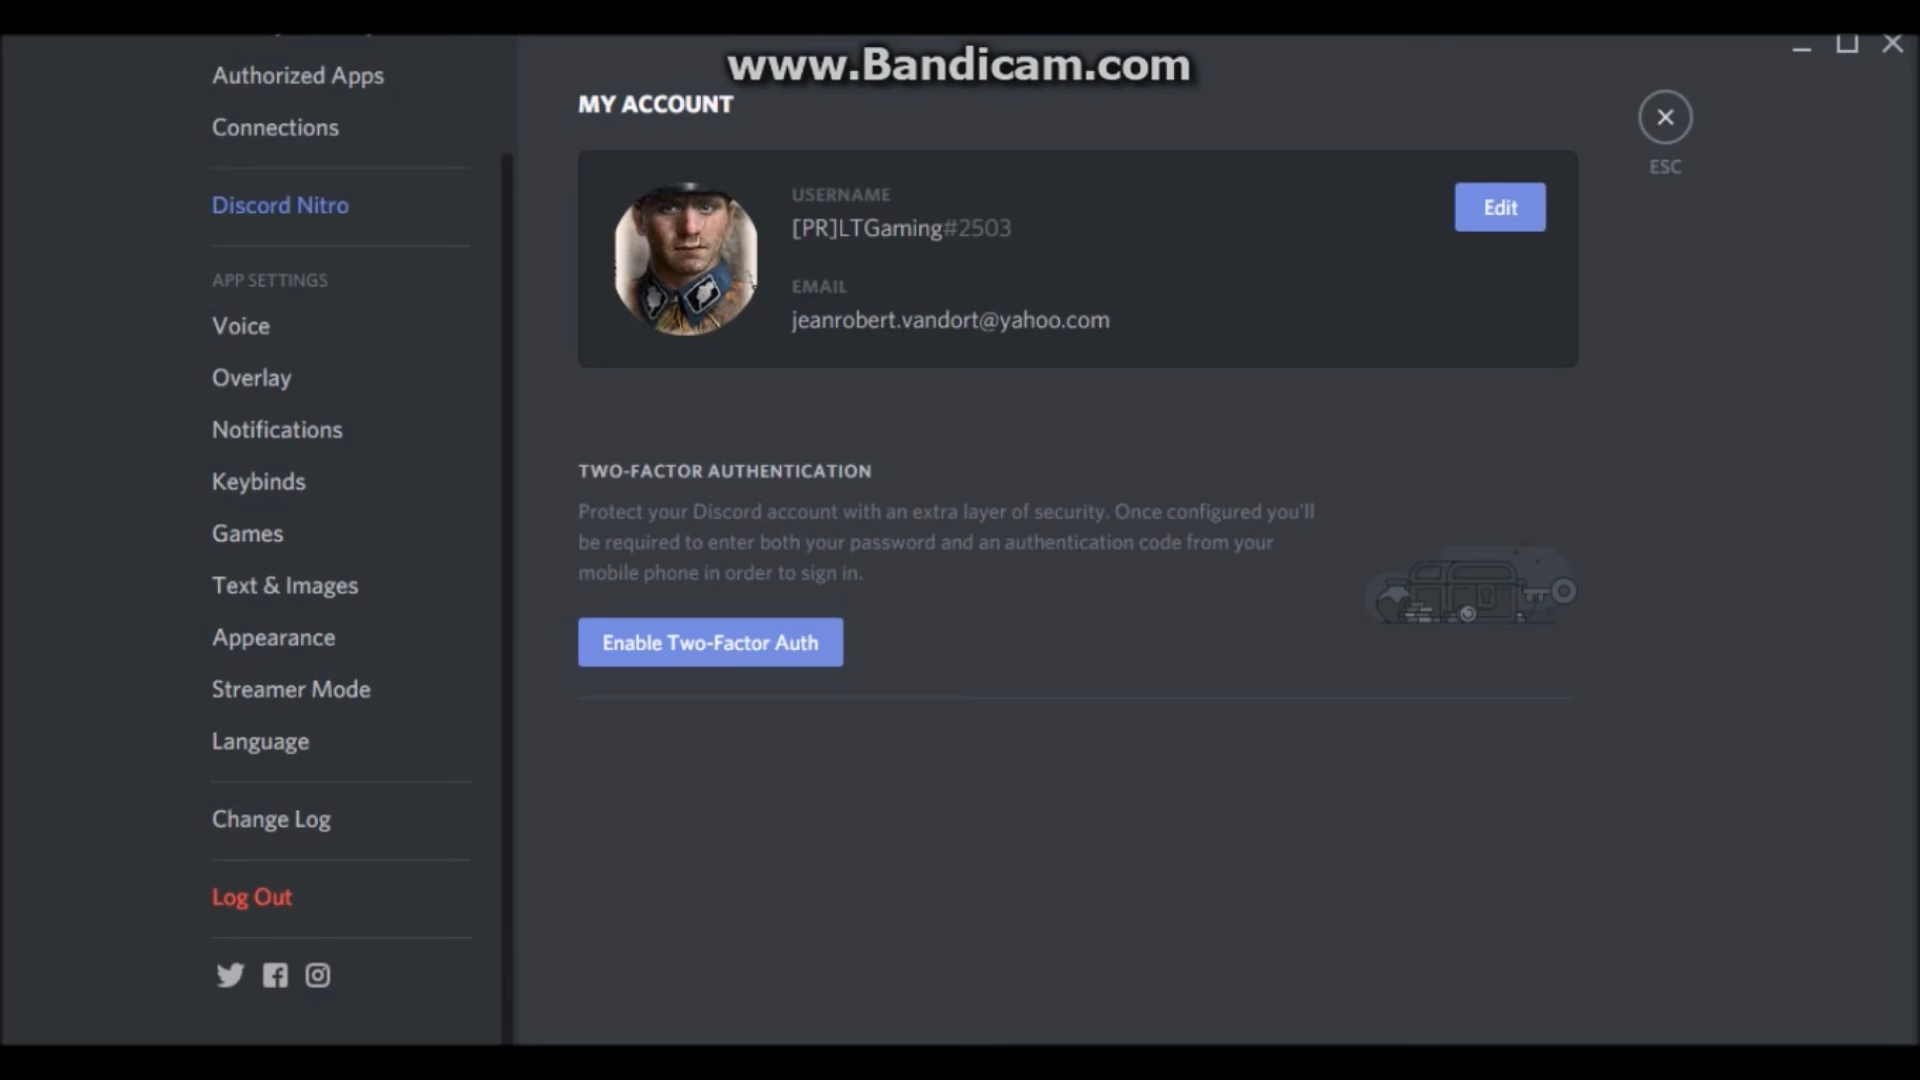 www.Bandicam.com
Authorized Apps
Connections
Discord Nitro
APP SETTINGS
Voice
Overlay
Notifications
Keybinds
Games
Text & Images
Appearance
Streamer Mode
Language
Change Log
Log Out
MY ACCOUNT
USERNAME
[PR]LTGaming#2503
Edit
EMAIL
jeanrobert.vandort@yahoo.com
ESC
TWO-FACTOR AUTHENTICATION
Protect your Discord account with an extra layer of security. Once configured you'll
be required to enter both your password and an authentication code from your
mobile phone in order to sign in.
Enable Two-Factor Auth